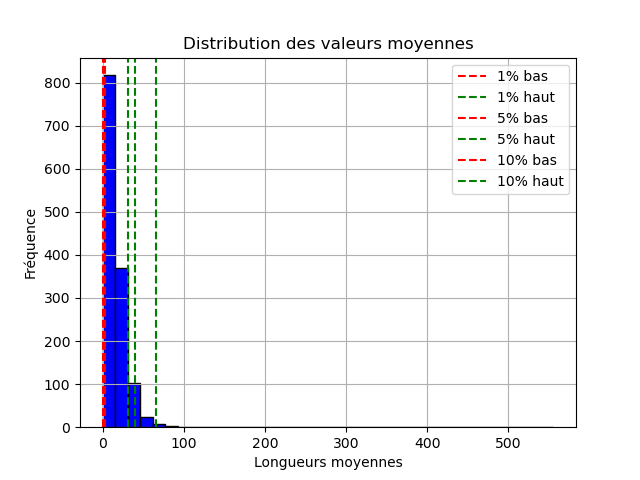 Distribution des valeurs moyennes
1% bas
1% haut
5% bas
5% haut
10% bas
10% haut
800
700
600
500
400
300
200
100
0
Fréquence
0 100 200 300 400 500
Longueurs moyennes